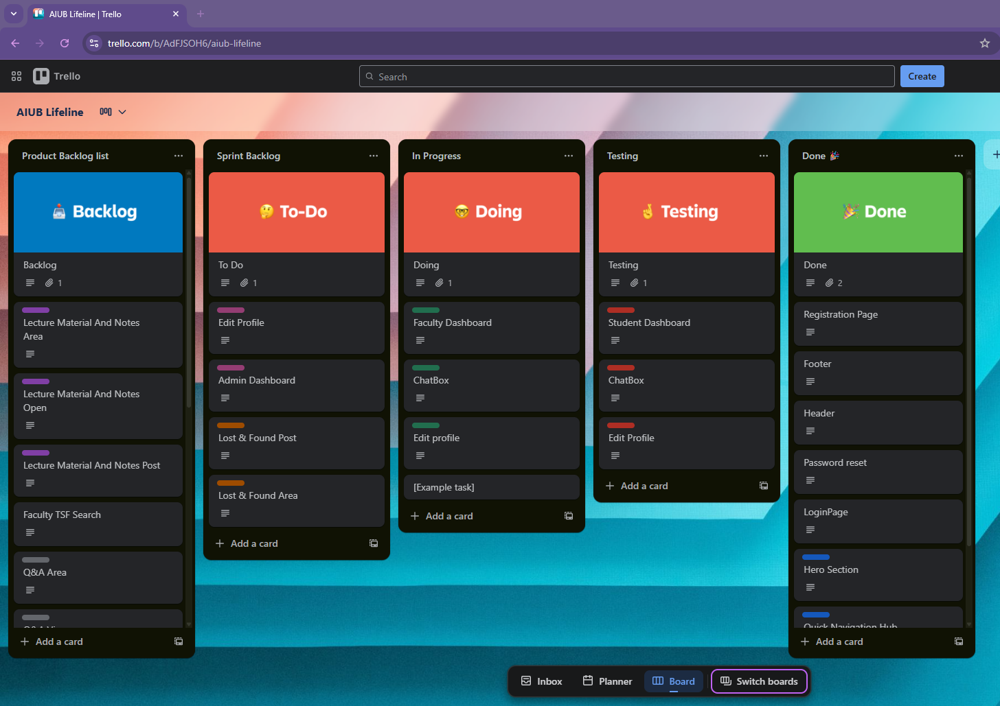 AIUB Lifeline | Trello
trello.com/b/AdFJSOH6/aiub-lifeline
Trello
Search
Create
AIUB Lifeline
Product Backlog list
Backlog
Backlog
1
Lecture Material And Notes
Area
Lecture Material And Notes
Open
Lecture Material And Notes Post
Faculty TSF Search
Q&A Area
Add a card
Sprint Backlog
To-Do
To Do
1
Edit Profile
Admin Dashboard
Lost & Found Post
Lost & Found Area
Add a card
In Progress
Doing
Doing
1
Faculty Dashboard
ChatBox
Edit profile
[Example task]
Add a card
Testing
Testing
Testing
1
Student Dashboard
ChatBox
Edit Profile
Add a card
Done
Done
Done
2
Registration Page
Footer
Header
Password reset
LoginPage
Hero Section
Quick Navigation Hub
Add a card
Inbox
Planner
Board
Switch boards